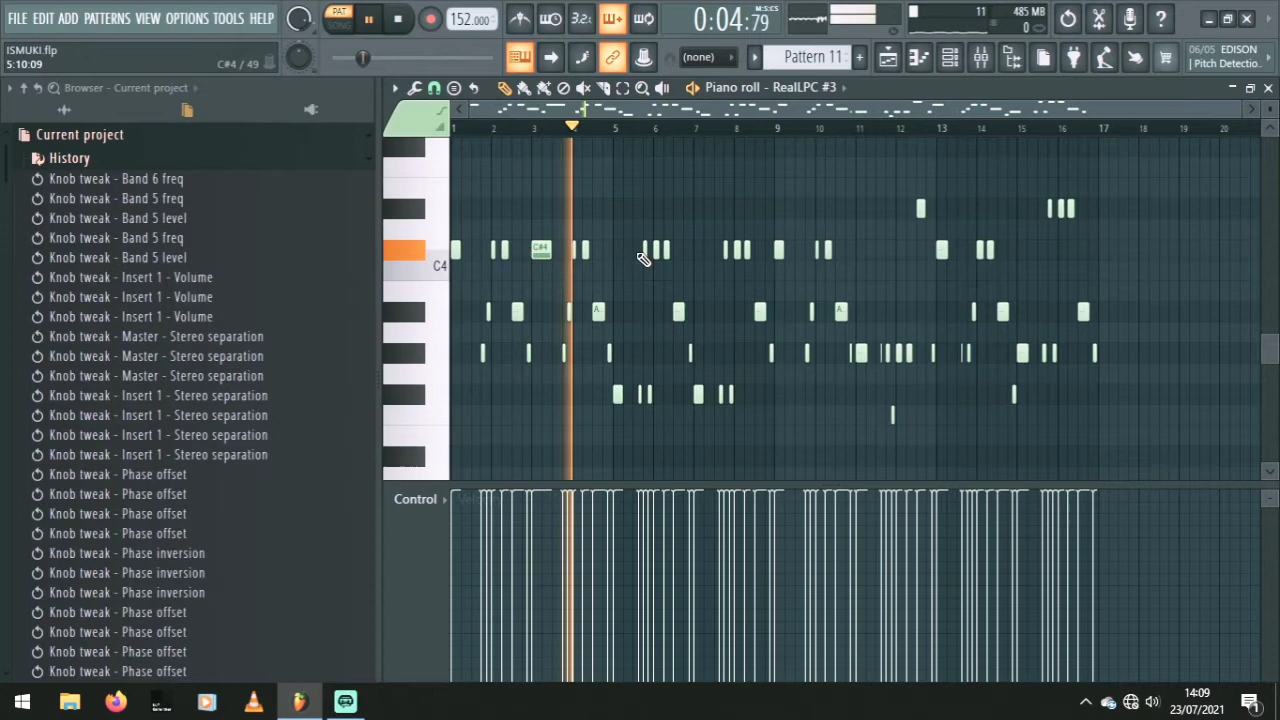 FILE EDIT ADD PATTERNS VIEW OPTIONS TOOLS HELP
PAT
SONG
152.000
3.2
0:04:79
M:S:CS
11
485 MB
0
ISMUKI.flp
5:10:09
C#4 / 49
(none)
Pattern 11
06/05 EDISON
| Pitch Detectio..
Browser - Current project
Piano roll - RealLPC #3
Current project
History
Knob tweak - Band 6 freq
Knob tweak - Band 5 freq
Knob tweak - Band 5 level
Knob tweak - Band 5 freq
Knob tweak - Band 5 level
Knob tweak - Insert 1 - Volume
Knob tweak - Insert 1 - Volume
Knob tweak - Insert 1 - Volume
Knob tweak - Master - Stereo separation
Knob tweak - Master - Stereo separation
Knob tweak - Master - Stereo separation
Knob tweak - Insert 1 - Stereo separation
Knob tweak - Insert 1 - Stereo separation
Knob tweak - Insert 1 - Stereo separation
Knob tweak - Insert 1 - Stereo separation
Knob tweak - Phase offset
Knob tweak - Phase offset
Knob tweak - Phase offset
Knob tweak - Phase offset
Knob tweak - Phase inversion
Knob tweak - Phase inversion
Knob tweak - Phase inversion
Knob tweak - Phase offset
Knob tweak - Phase offset
Knob tweak - Phase offset
Knob tweak - Phase offset
1 2 3 4 5 6 7 8 9 10 11 12 13 14 15 16 17 18 19 20
C#4
C4
A..
A..
Control
14:09
23/07/2021
1